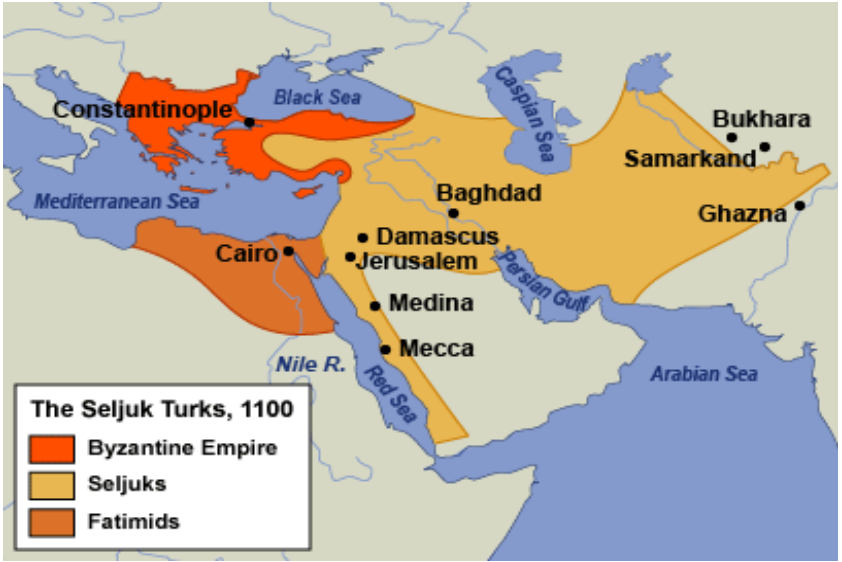 Constantinople
Black Sea
Caspian Sea
Bukhara
Samarkand
Mediterranean Sea
Baghdad
Ghazna
Cairo
Damascus
Jerusalem
Persian Gulf
Medina
Mecca
Nile R.
Red Sea
Arabian Sea
The Seljuk Turks, 1100
Byzantine Empire
Seljuks
Fatimids